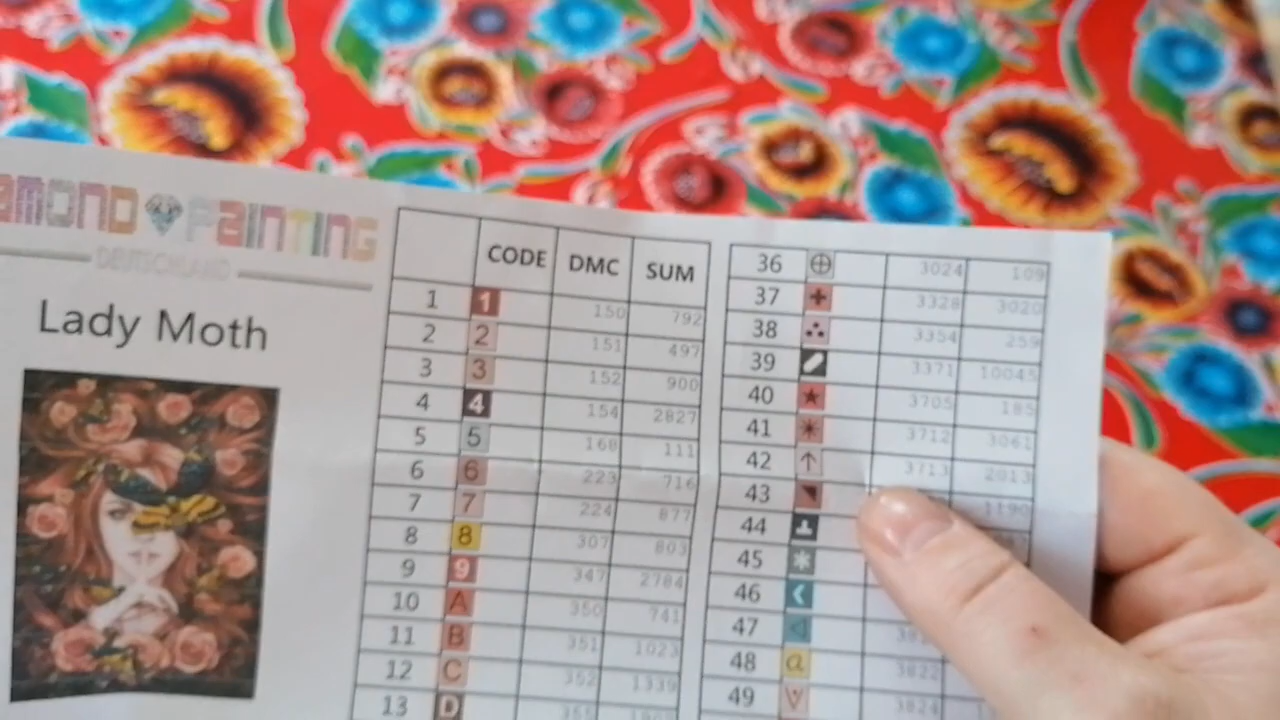 AMOND PAINTING
DEUTSCHLAND
Lady Moth
CODE DMC SUM
1 1 150 792
2 2 151 497
3 3 152 900
4 4 154 2827
5 5 168 111
6 6 223 716
7 7 224 877
8 8 307 803
9 9 347 2784
10 A 350 741
11 B 351 1023
12 C 352 1339
13 D 355
36 3024 109
37 3328 3020
38 3354 259
39 3371 10045
40 3705 185
41 3712 3061
42 3713 2013
43 1190
44
45
46
47
48 a 3822
49 3824